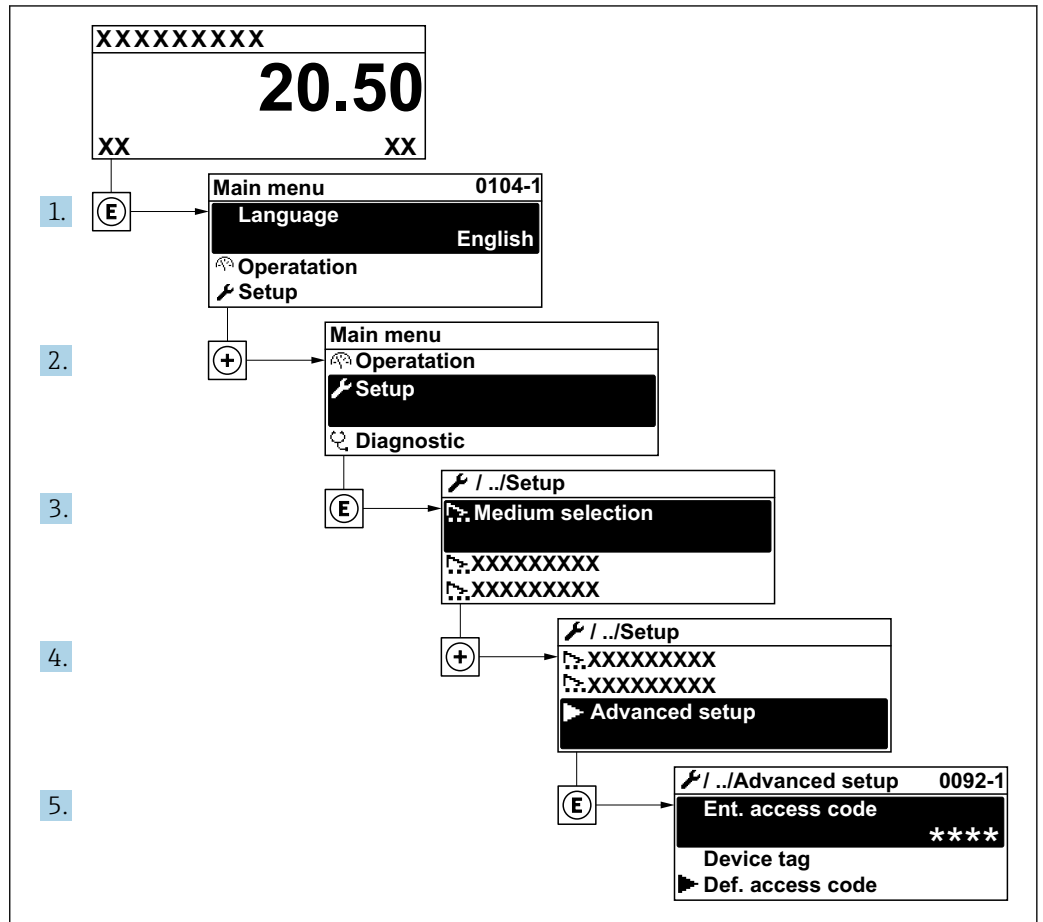 XXXXXXXXX
20.50
XX XX
1. E Main menu 0104-1
Language
English
Operatation
Setup
2. + Main menu
Operatation
Setup
Diagnostic
3. E / ../Setup
Medium selection
XXXXXXXXX
XXXXXXXXX
4. + / ../Setup
XXXXXXXXX
XXXXXXXXX
Advanced setup
5. E / ../Advanced setup 0092-1
Ent. access code
****
Device tag
Def. access code